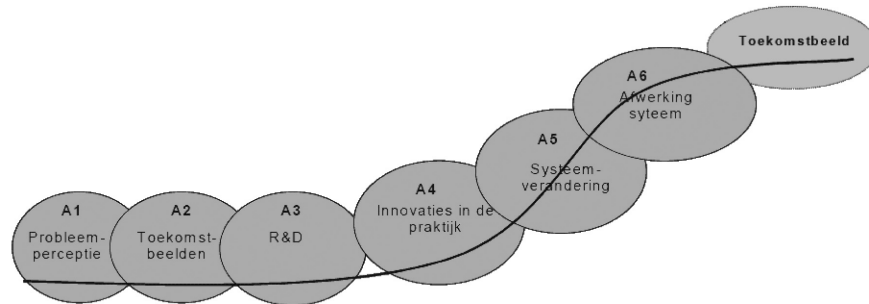 A1
Probleem-
perceptie
A2
Toekomst-
beelden
A3
R&D
A4
Innovaties in de
praktijk
A5
Systeem-
verandering
A6
Afwerking
syteem
Toekomstbeeld